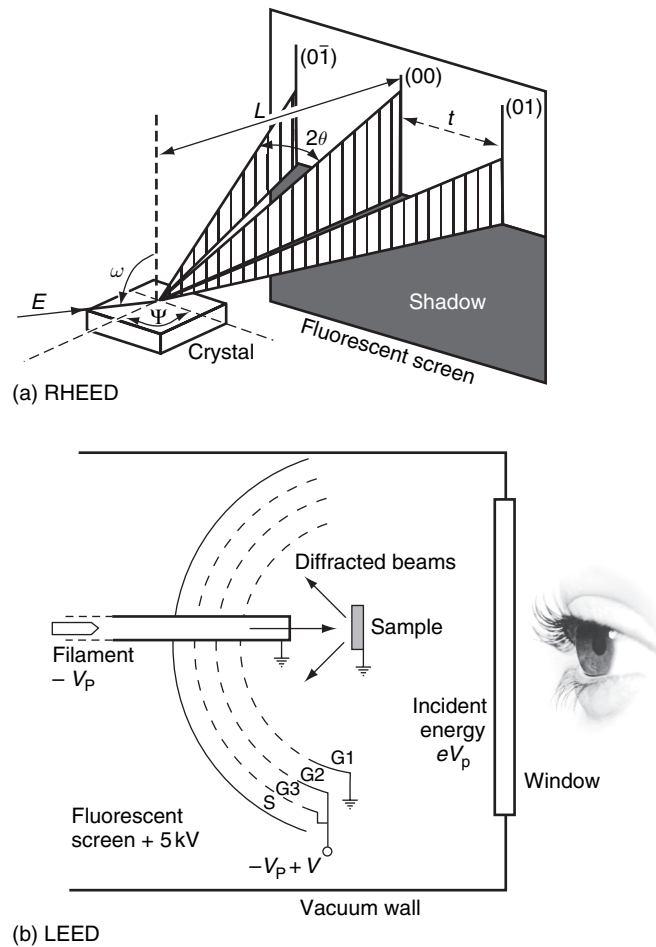 (01̄)
(00)
(01)
L
t
2θ
ω
E
Ψ
Shadow
Crystal
Fluorescent screen
(a) RHEED
Diffracted beams
Sample
Filament
– V_P
Incident
energy
eV_p
G1
G2
G3
S
Window
Fluorescent
screen + 5 kV
–V_P + V
Vacuum wall
(b) LEED